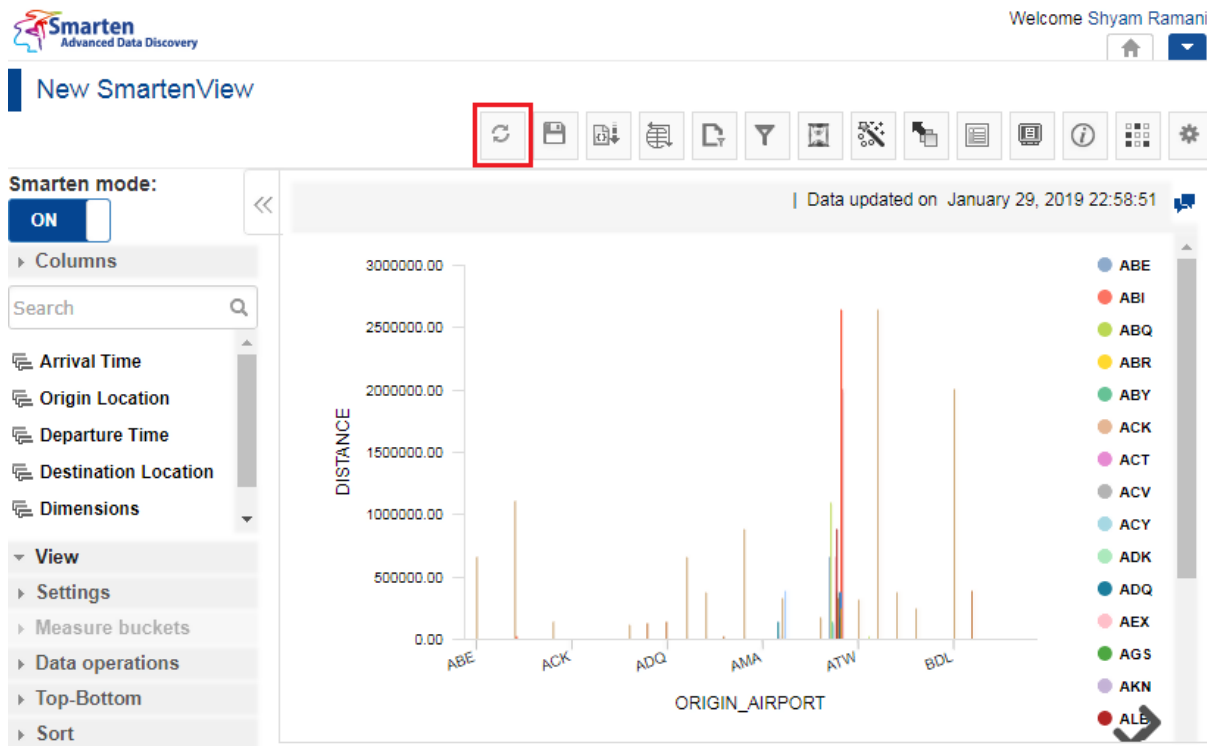 Smarten
Advanced Data Discovery
Welcome Shyam Ramani
New SmartenView
Smarten mode:
ON
| Data updated on January 29, 2019 22:58:51
Columns
Search
Arrival Time
Origin Location
Departure Time
Destination Location
Dimensions
View
Settings
Measure buckets
Data operations
Top-Bottom
Sort
DISTANCE
3000000.00
2500000.00
2000000.00
1500000.00
1000000.00
500000.00
0.00
ABE ACK ADQ AMA ATW BDL
ORIGIN_AIRPORT
ABE
ABI
ABQ
ABR
ABY
ACK
ACT
ACV
ACY
ADK
ADQ
AEX
AGS
AKN